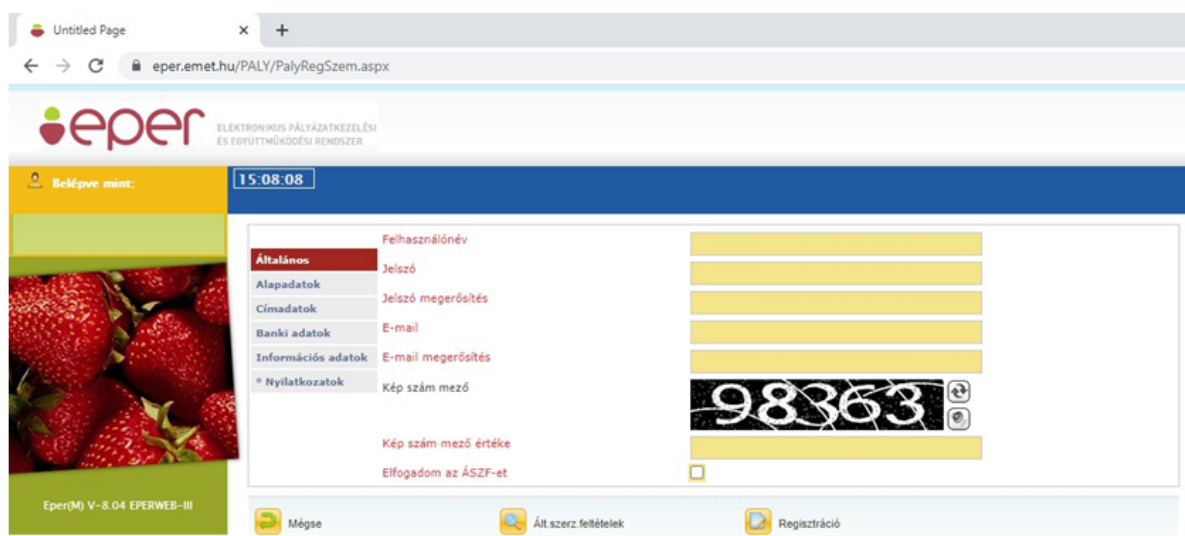 Untitled Page
eper.emet.hu/PALY/PalyRegSzem.aspx
eper
ELEKTRONIKUS PÁLYÁZATKEZELÉSI
ÉS EGYÜTTMŰKÖDÉSI RENDSZER
Belépve mint:
15:08:08
Általános
Alapadatok
Címadatok
Banki adatok
Információs adatok
° Nyilatkozatok
Felhasználónév
Jelszó
Jelszó megerősítés
E-mail
E-mail megerősítés
Kép szám mező
98363
Kép szám mező értéke
Elfogadom az ÁSZF-et
Eper(M) V-8.04 EPERWEB-III
Mégse
Ált.szerz.feltételek
Regisztráció